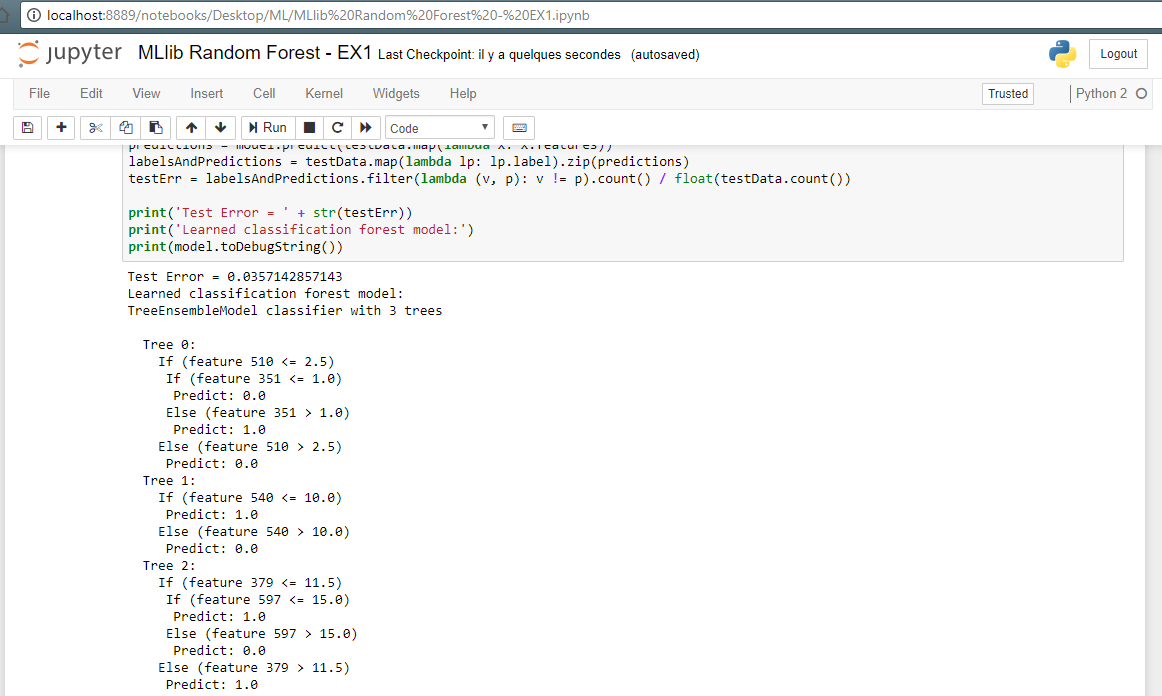 localhost:8889/notebooks/Desktop/ML/MLlib%20Random%20Forest%20-%20EX1.ipynb
jupyter MLlib Random Forest - EX1 Last Checkpoint: il y a quelques secondes (autosaved) Logout
File Edit View Insert Cell Kernel Widgets Help Trusted Python 2
Run Code
predictions = model.predict(testData.map(lambda x: x.features))
labelsAndPredictions = testData.map(lambda lp: lp.label).zip(predictions)
testErr = labelsAndPredictions.filter(lambda (v, p): v != p).count() / float(testData.count())
print('Test Error = ' + str(testErr))
print('Learned classification forest model:')
print(model.toDebugString())
Test Error = 0.0357142857143
Learned classification forest model:
TreeEnsembleModel classifier with 3 trees
Tree 0:
If (feature 510 <= 2.5)
If (feature 351 <= 1.0)
Predict: 0.0
Else (feature 351 > 1.0)
Predict: 1.0
Else (feature 510 > 2.5)
Predict: 0.0
Tree 1:
If (feature 540 <= 10.0)
Predict: 1.0
Else (feature 540 > 10.0)
Predict: 0.0
Tree 2:
If (feature 379 <= 11.5)
If (feature 597 <= 15.0)
Predict: 1.0
Else (feature 597 > 15.0)
Predict: 0.0
Else (feature 379 > 11.5)
Predict: 1.0